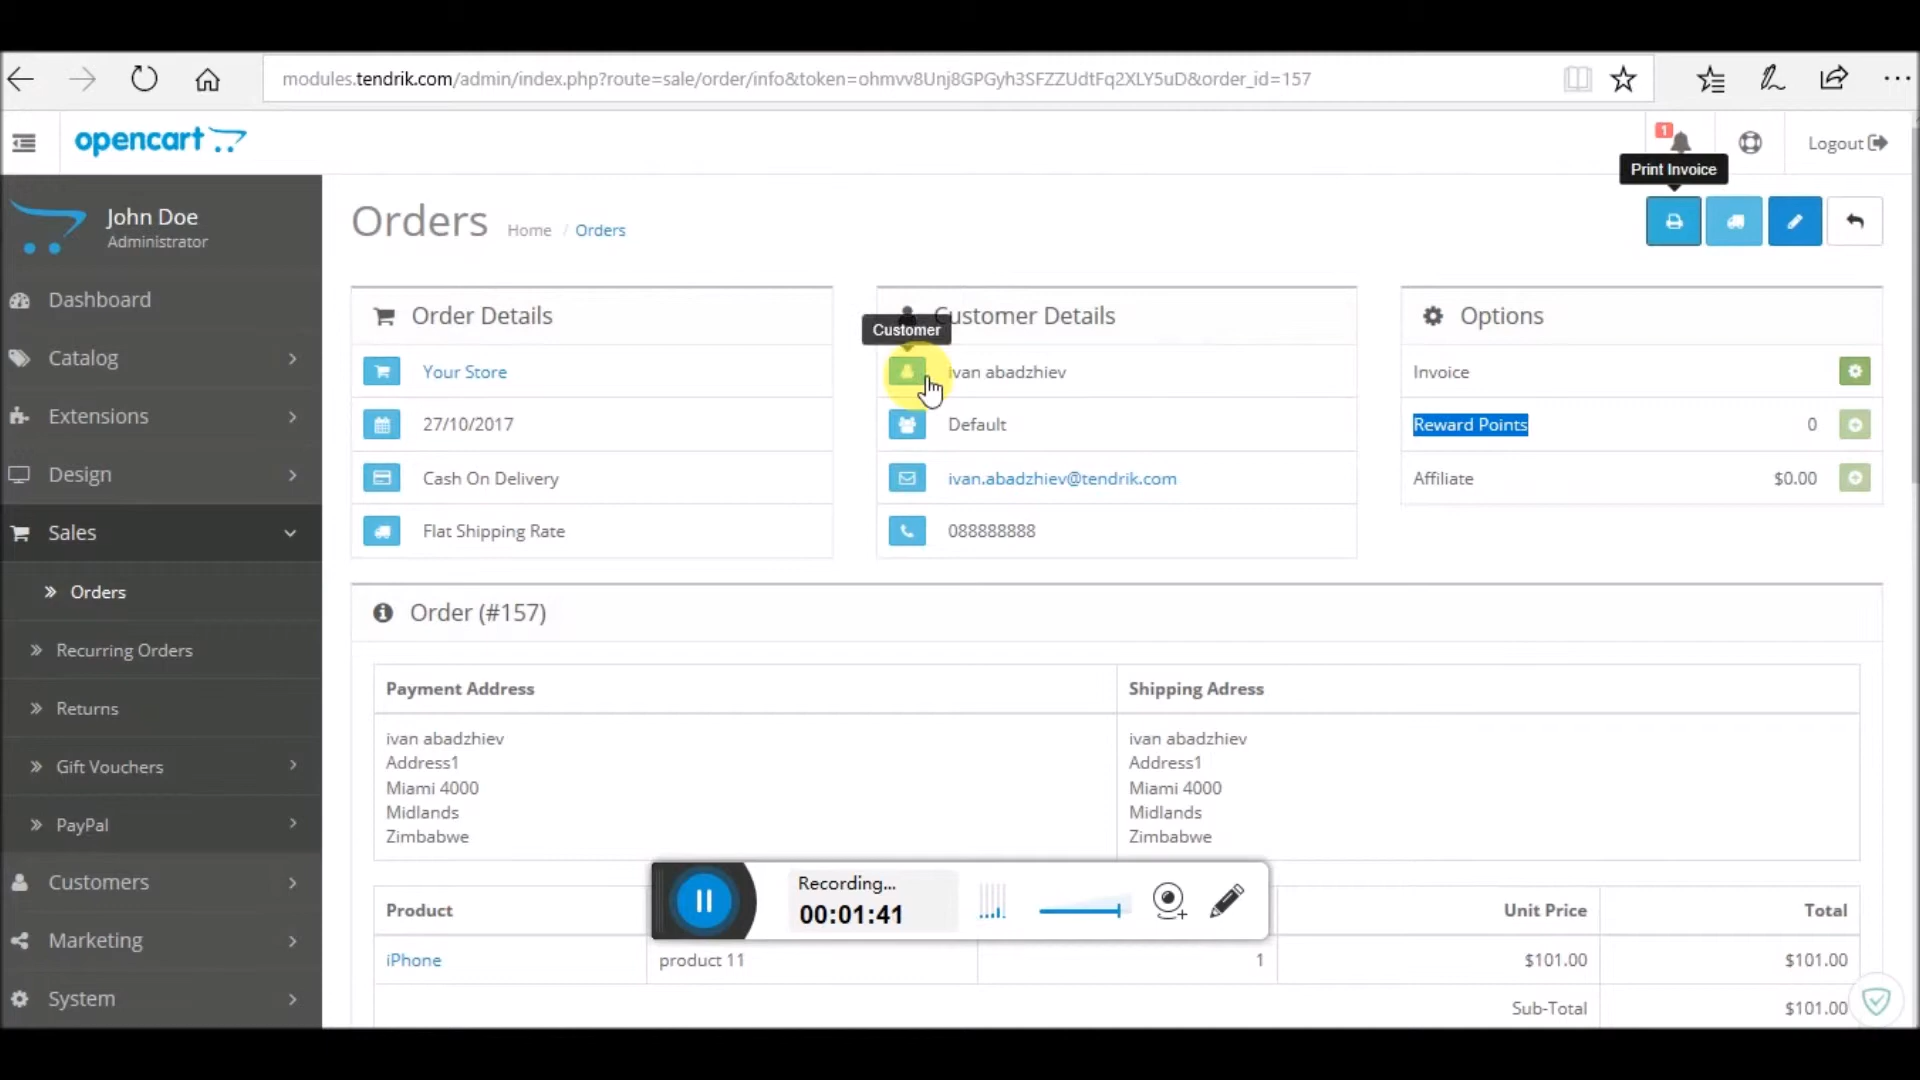 modules.tendrik.com/admin/index.php?route=sale/order/info&token=ohmvv8Unj8GPGyh3SFZZUdtFq2XLY5uD&order_id=157
opencart
1
Logout
Print Invoice
John Doe
Administrator
Orders Home / Orders
Dashboard
Catalog
Extensions
Design
Sales
Orders
Recurring Orders
Returns
Gift Vouchers
PayPal
Customers
Marketing
System
Order Details
Your Store
27/10/2017
Cash On Delivery
Flat Shipping Rate
Customer Details
Customer
ivan abadzhiev
Default
ivan.abadzhiev@tendrik.com
088888888
Options
Invoice
Reward Points 0
Affiliate $0.00
Order (#157)
Payment Address Shipping Adress
ivan abadzhiev
Address1
Miami 4000
Midlands
Zimbabwe
ivan abadzhiev
Address1
Miami 4000
Midlands
Zimbabwe
Recording...
00:01:41
Product Unit Price Total
iPhone product 11 1 $101.00 $101.00
Sub-Total $101.00